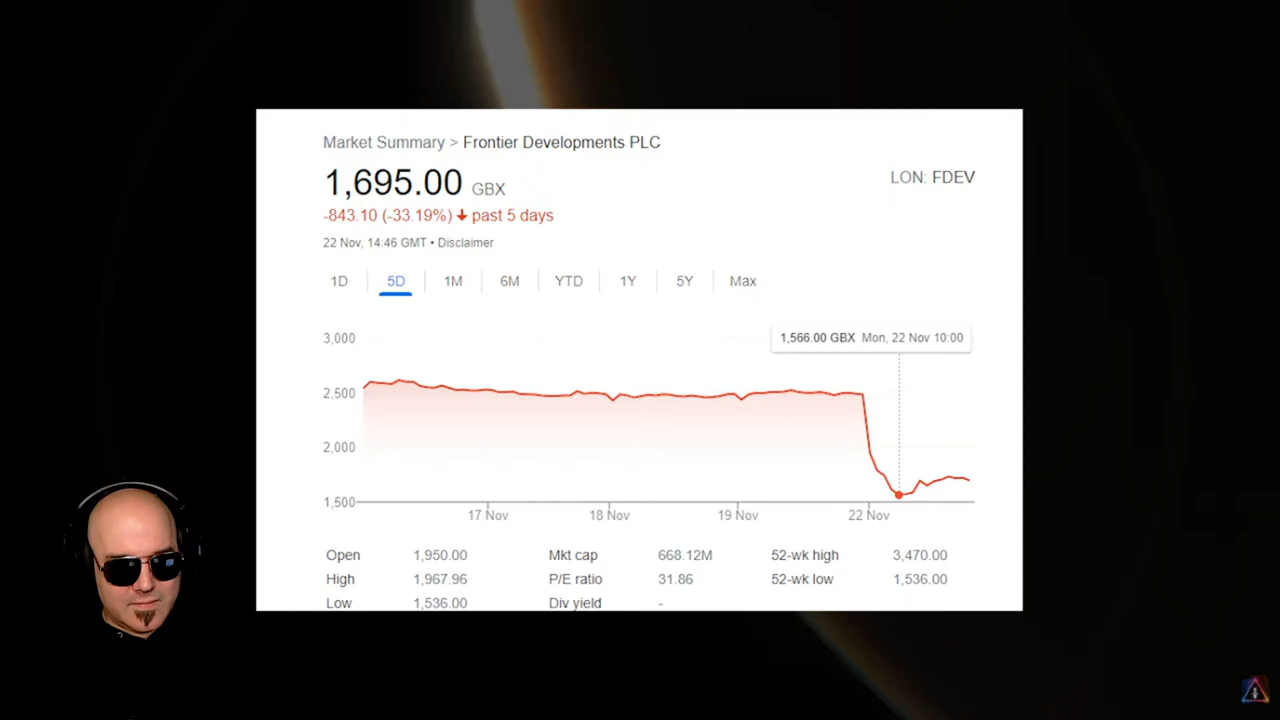 Market Summary > Frontier Developments PLC
1,695.00 GBX
LON: FDEV
-843.10 (-33.19%) ↓ past 5 days
22 Nov, 14:46 GMT • Disclaimer
1D 5D 1M 6M YTD 1Y 5Y Max
3,000
1,566.00 GBX Mon, 22 Nov 10:00
2,500
2,000
1,500
17 Nov 18 Nov 19 Nov 22 Nov
Open 1,950.00 Mkt cap 668.12M 52-wk high 3,470.00
High 1,967.96 P/E ratio 31.86 52-wk low 1,536.00
Low 1,536.00 Div yield -